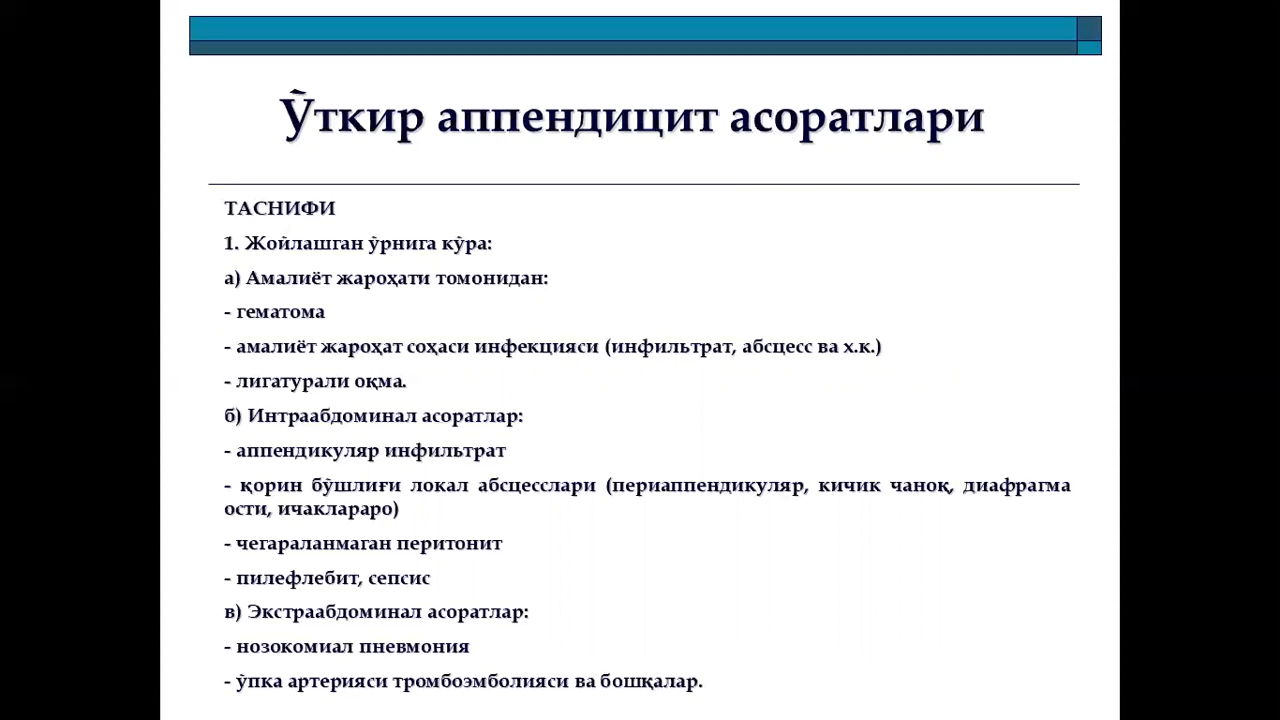 Ўткир аппендицит асоратлари
ТАСНИФИ
1. Жойлашган ўрнига кўра:
а) Амалиёт жароҳати томонидан:
- гематома
- амалиёт жароҳат соҳаси инфекцияси (инфильтрат, абсцесс ва х.к.)
- лигатурали оқма.
б) Интраабдоминал асоратлар:
- аппендикуляр инфильтрат
- қорин бўшлиғи локал абсцесслари (периаппендикуляр, кичик чаноқ, диафрагма
ости, ичаклараро)
- чегараланмаган перитонит
- пилефлебит, сепсис
в) Экстраабдоминал асоратлар:
- нозокомиал пневмония
- ўпка артерияси тромбоэмболияси ва бошқалар.